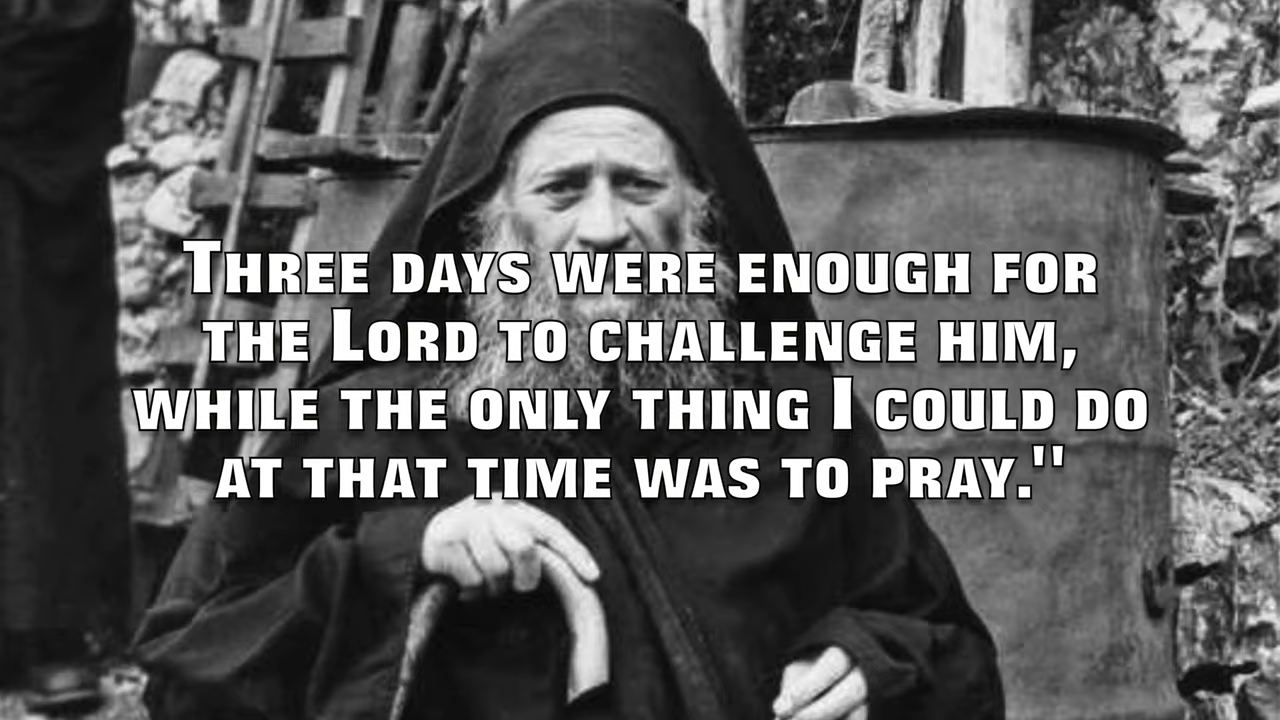 Three days were enough for
the Lord to challenge him,
while the only thing I could do
at that time was to pray."